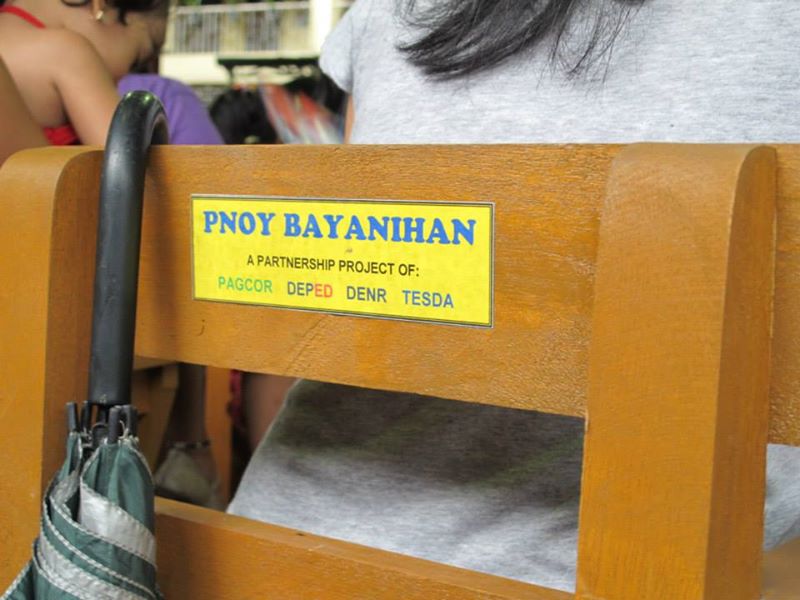 PNOY BAYANIHAN
A PARTNERSHIP PROJECT OF:
PAGCOR DEPED DENR TESDA